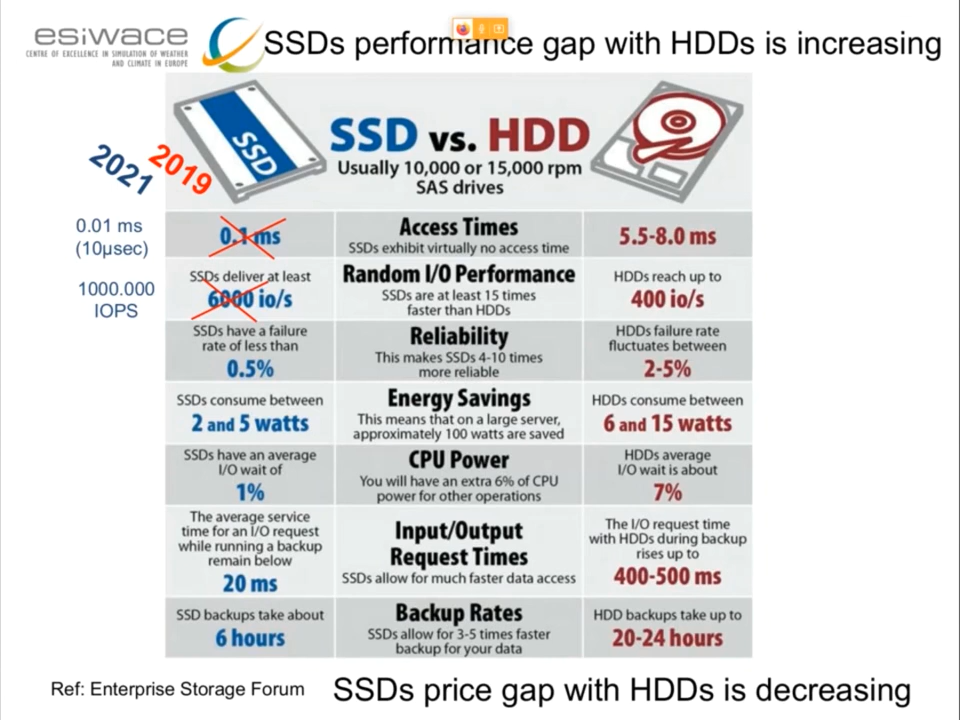 esiwace
CENTRE OF EXCELLENCE IN SIMULATION OF WEATHER
AND CLIMATE IN EUROPE
SSDs performance gap with HDDs is increasing
SSD
SSD vs. HDD
Usually 10,000 or 15,000 rpm
SAS drives
2021
2019
0.01 ms
(10µsec)
0.1 ms
Access Times
SSDs exhibit virtually no access time
5.5-8.0 ms
1000.000
IOPS
SSDs deliver at least
6000 io/s
Random I/O Performance
SSDs are at least 15 times
faster than HDDs
HDDs reach up to
400 io/s
SSDs have a failure
rate of less than
0.5%
Reliability
This makes SSDs 4-10 times
more reliable
HDDs failure rate
fluctuates between
2-5%
SSDs consume between
2 and 5 watts
Energy Savings
This means that on a large server,
approximately 100 watts are saved
HDDs consume between
6 and 15 watts
SSDs have an average
I/O wait of
1%
CPU Power
You will have an extra 6% of CPU
power for other operations
HDDs average
I/O wait is about
7%
The average service
time for an I/O request
while running a backup
remain below
20 ms
Input/Output
Request Times
SSDs allow for much faster data access
The I/O request time
with HDDs during backup
rises up to
400-500 ms
SSD backups take about
6 hours
Backup Rates
SSDs allow for 3-5 times faster
backup for your data
HDD backups take up to
20-24 hours
Ref: Enterprise Storage Forum
SSDs price gap with HDDs is decreasing